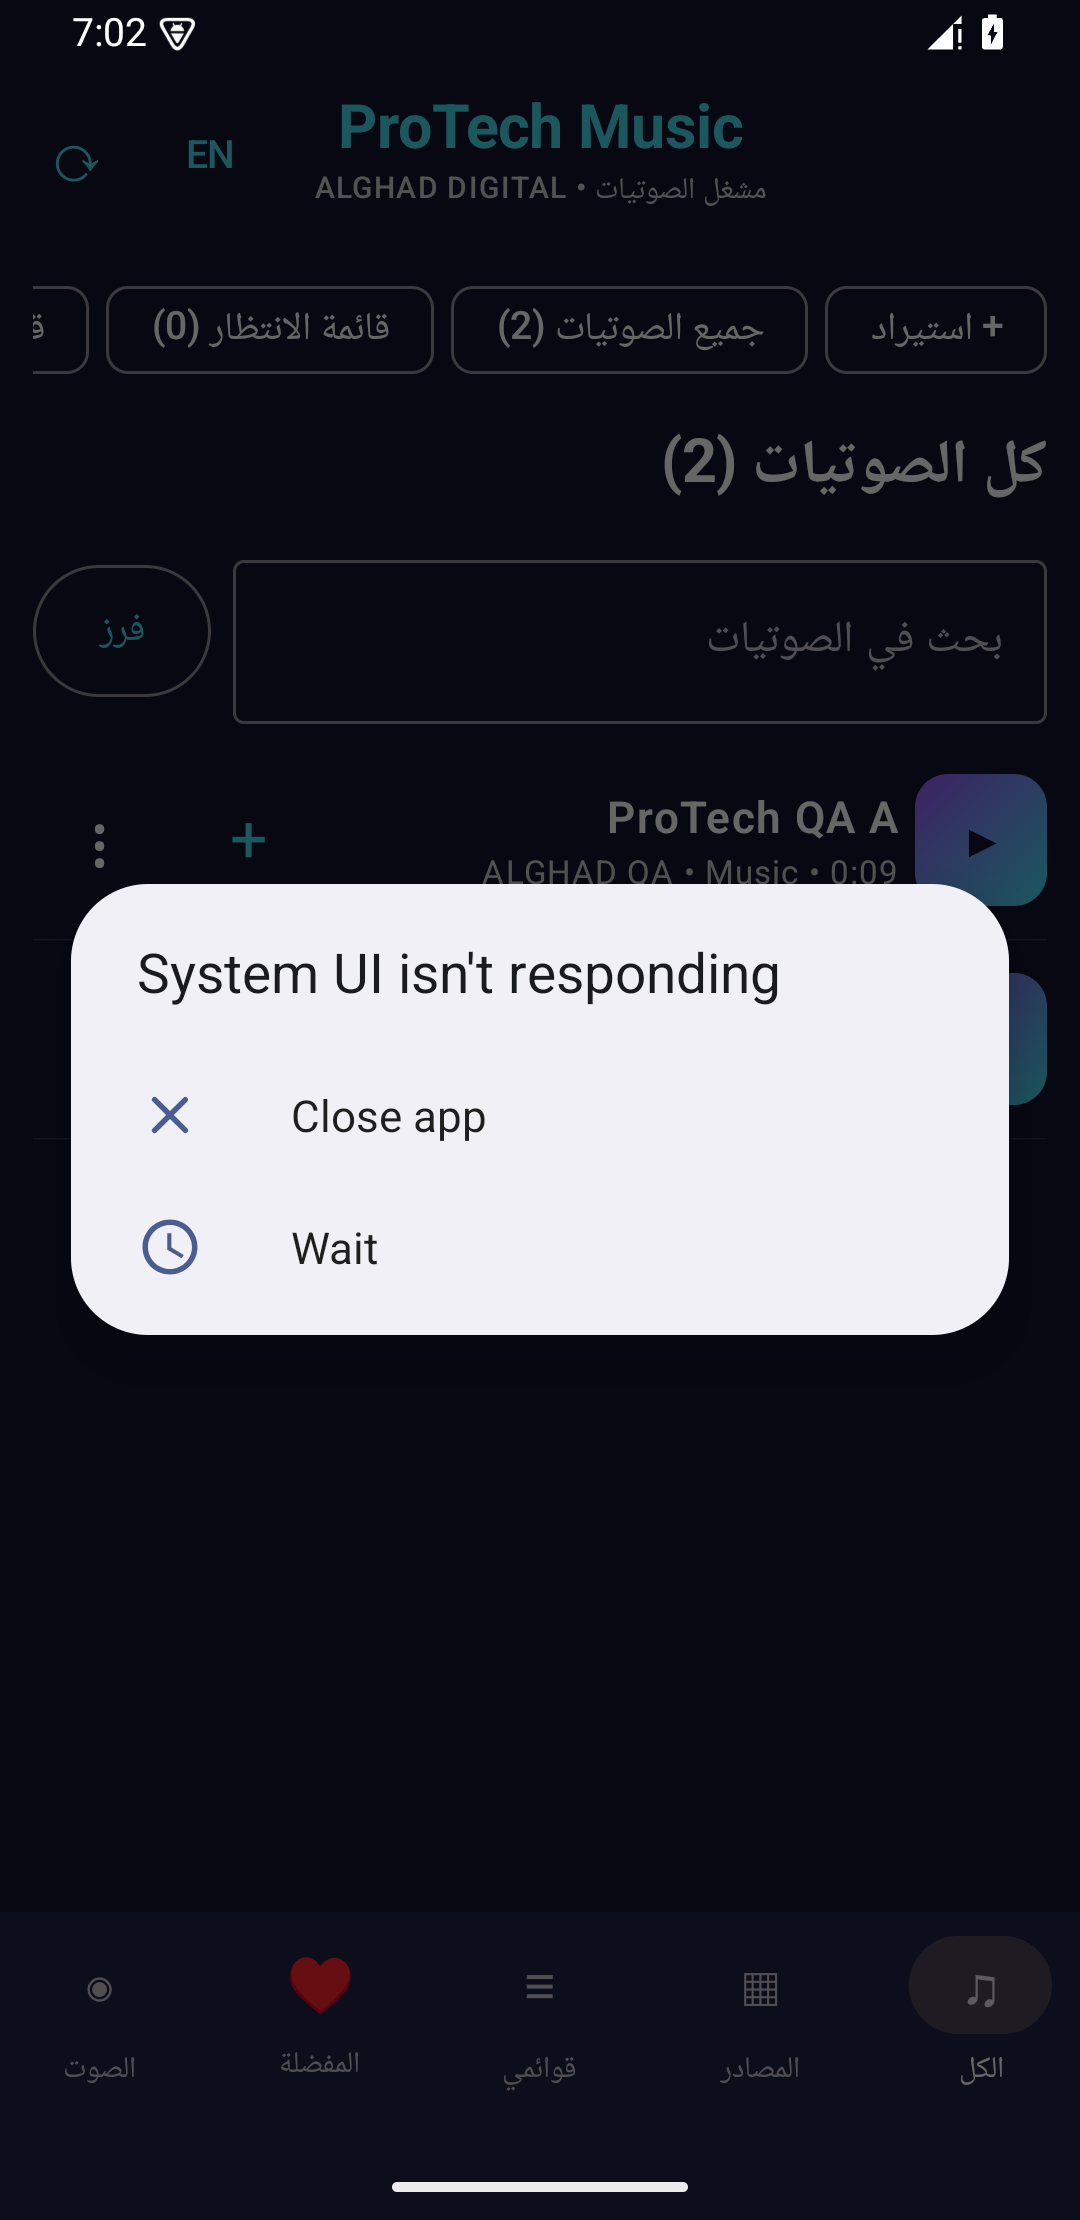 7:02
ProTech Music
EN
ALGHAD DIGITAL • مشغل الصوتيات
+ استيراد
جميع الصوتيات (2)
قائمة الانتظار (0)
كل الصوتيات (2)
بحث في الصوتيات
فرز
ProTech QA A
ALGHAD QA • Music • 0:09
System UI isn't responding
Close app
Wait
الكل
المصادر
قوائمي
المفضلة
الصوت